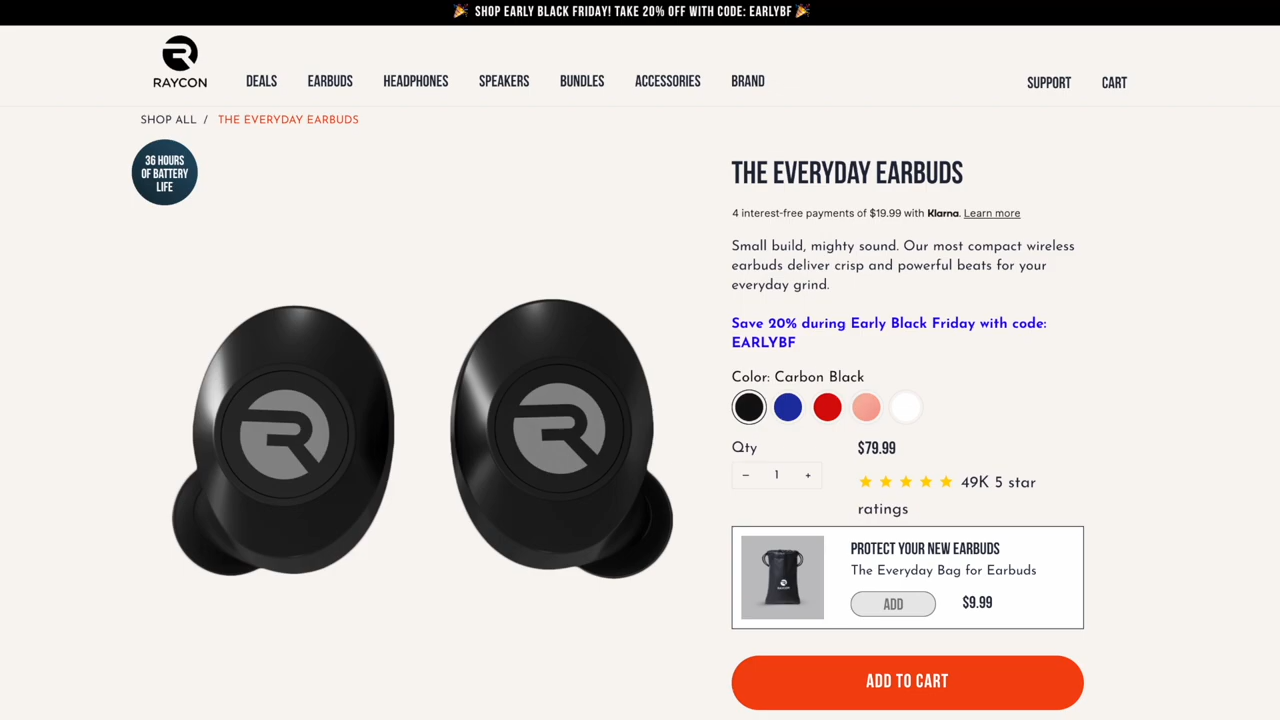 🎉 SHOP EARLY BLACK FRIDAY! TAKE 20% OFF WITH CODE: EARLYBF 🎉
RAYCON
DEALS EARBUDS HEADPHONES SPEAKERS BUNDLES ACCESSORIES BRAND SUPPORT CART
SHOP ALL / THE EVERYDAY EARBUDS
36 HOURS
OF BATTERY
LIFE
THE EVERYDAY EARBUDS
4 interest-free payments of $19.99 with Klarna. Learn more
Small build, mighty sound. Our most compact wireless
earbuds deliver crisp and powerful beats for your
everyday grind.
Save 20% during Early Black Friday with code:
EARLYBF
Color: Carbon Black
Qty
$79.99
− 1 +
49K 5 star
ratings
RAYCON
PROTECT YOUR NEW EARBUDS
The Everyday Bag for Earbuds
ADD $9.99
ADD TO CART